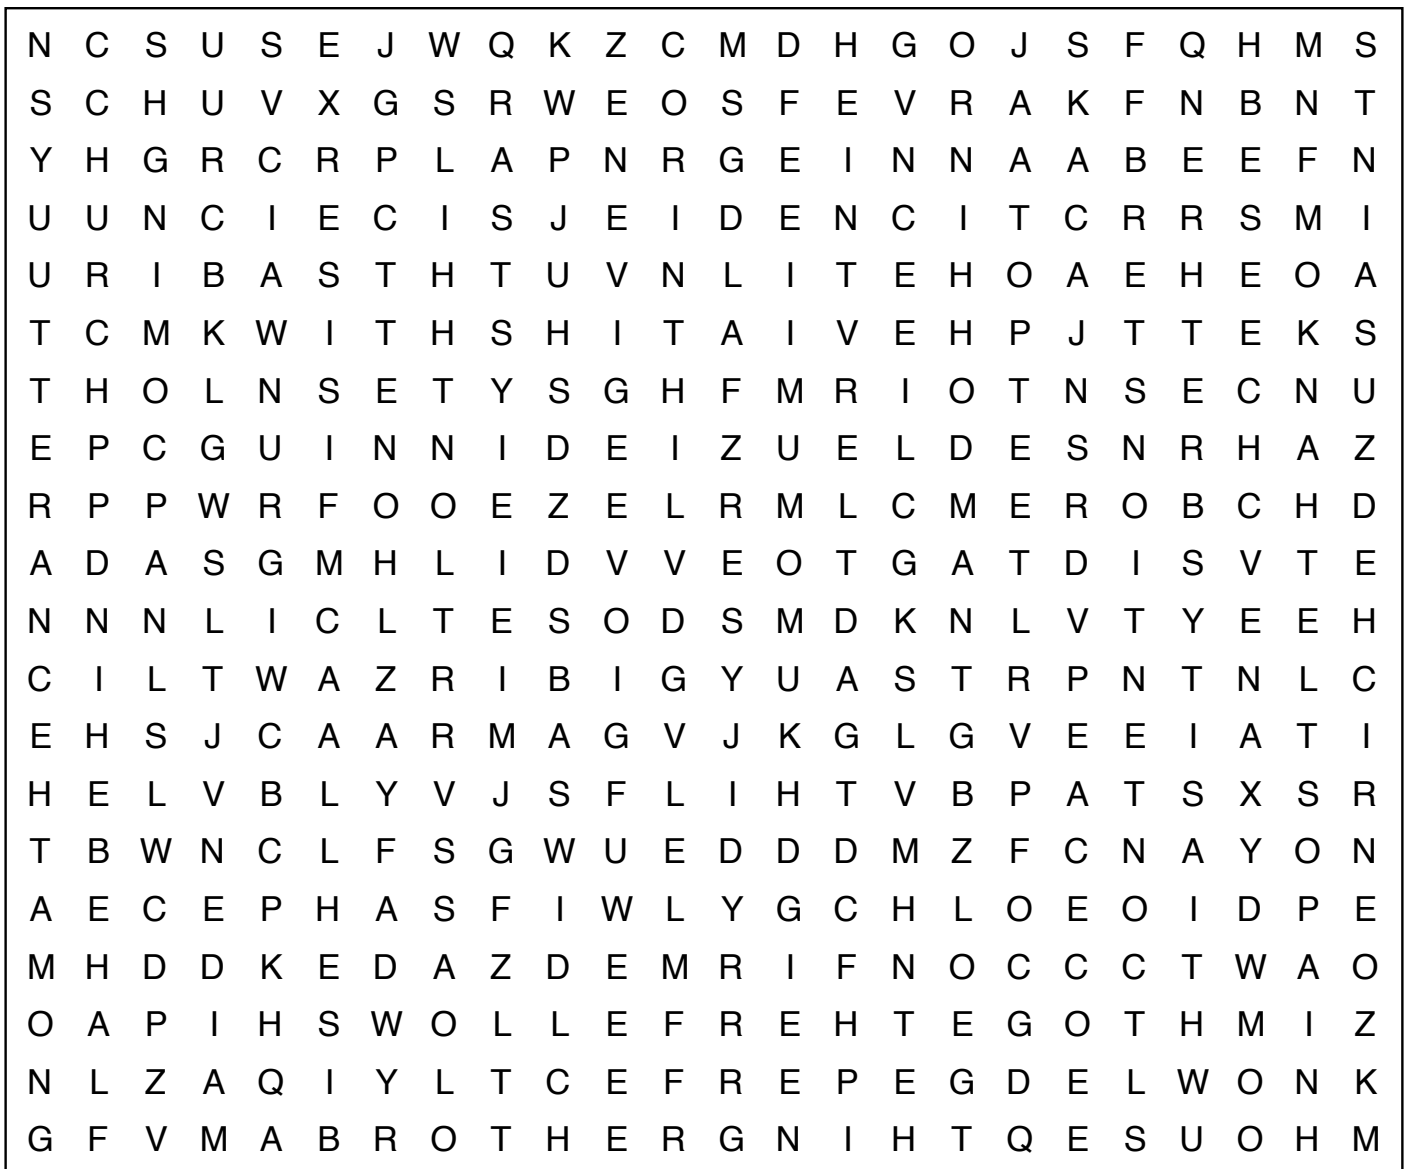 N C S U S E J W Q K Z C M D H G O J S F Q H M S
S C H U V X G S R W E O S F E V R A K F N B N T
Y H G R C R P L A P N R G E I N N A A B E E F N
U U N C I E C I S J E I D E N C I T C R R S M I
U R I B A S T H T U V N L I T E H O A E H E O A
T C M K W I T H S H I T A I V E H P J T T E K S
T H O L N S E T Y S G H F M R I O T N S E C N U
E P C G U I N N I D E I Z U E L D E S N R H A Z
R P P W R F O O E Z E L R M L C M E R O B C H D
A D A S G M H L I D V V E O T G A T D I S V T E
N N N L I C L T E S O D S M D K N L V T Y E E H
C I L T W A Z R I B I G Y U A S T R P N T N L C
E H S J C A A R M A G V J K G L G V E E I A T I
H E L V B L Y V J S F L I H T V B P A T S X S R
T B W N C L F S G W U E D D D M Z F C N A Y O N
A E C E P H A S F I W L Y G C H L O E O I D P E
M H D D K E D A Z D E M R I F N O C C C T W A O
O A P I H S W O L L E F R E H T E G O T H M I Z
N L Z A Q I Y L T C E F R E P E G D E L W O N K
G F V M A B R O T H E R G N I H T Q E S U O H M